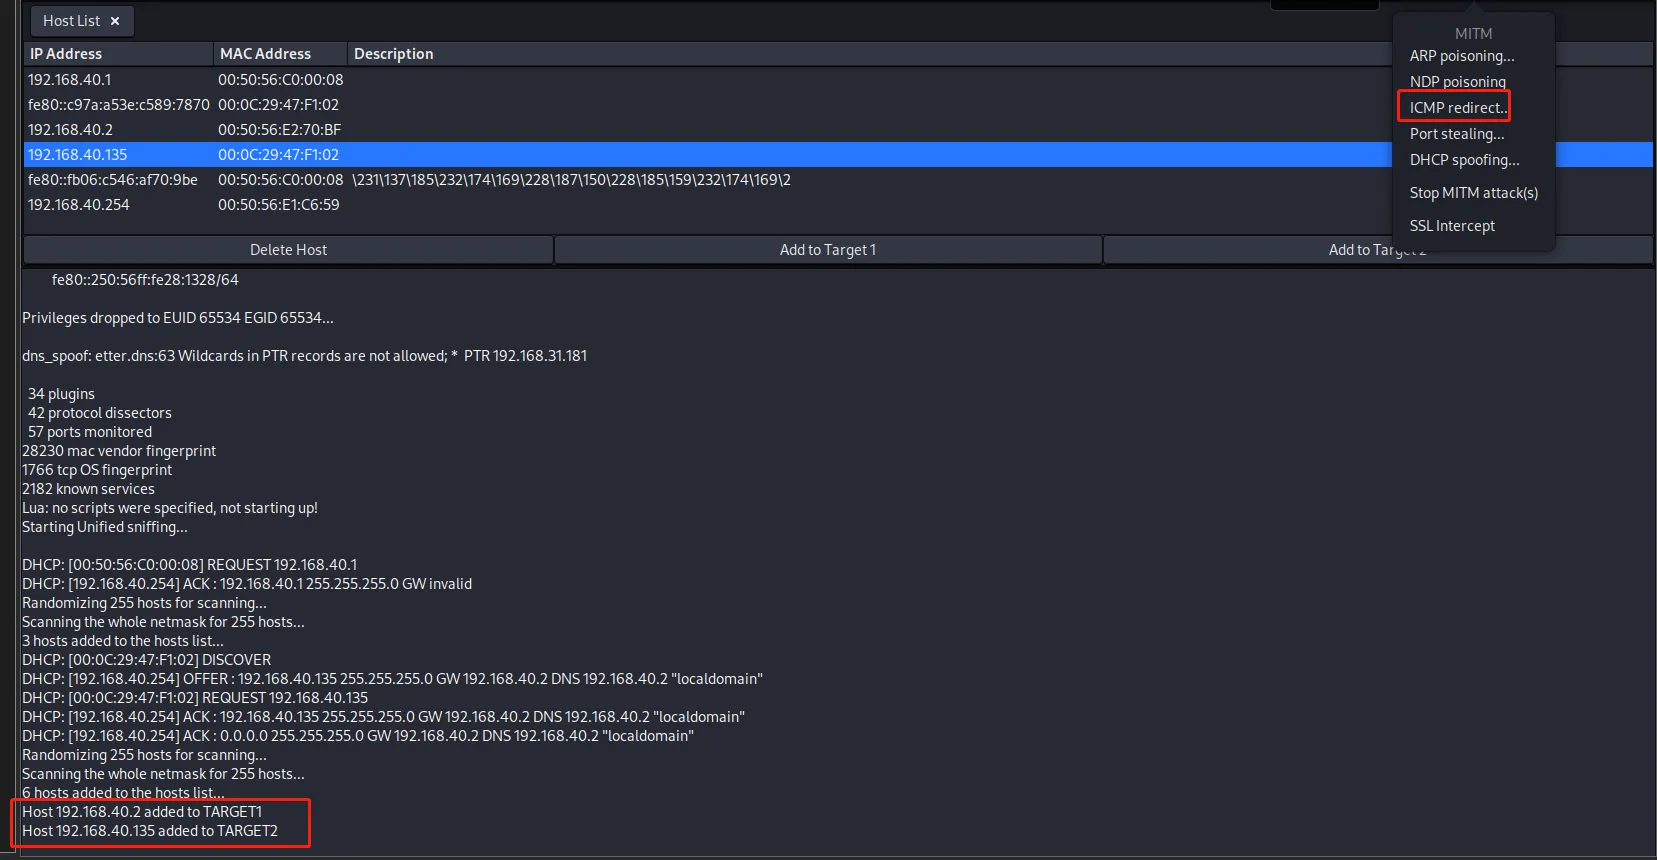 Host List ×
IP Address MAC Address Description
192.168.40.1 00:50:56:C0:00:08
fe80::c97a:a53e:c589:7870 00:0C:29:47:F1:02
192.168.40.2 00:50:56:E2:70:BF
192.168.40.135 00:0C:29:47:F1:02
fe80::fb06:c546:af70:9be 00:50:56:C0:00:08 \231\137\185\232\174\169\228\187\150\228\185\159\232\174\169\2
192.168.40.254 00:50:56:E1:C6:59
MITM
ARP poisoning...
NDP poisoning
ICMP redirect...
Port stealing...
DHCP spoofing...
Stop MITM attack(s)
SSL Intercept
Delete Host Add to Target 1 Add to Target 2
fe80::250:56ff:fe28:1328/64
Privileges dropped to EUID 65534 EGID 65534...
dns_spoof: etter.dns:63 Wildcards in PTR records are not allowed; * PTR 192.168.31.181
34 plugins
42 protocol dissectors
57 ports monitored
28230 mac vendor fingerprint
1766 tcp OS fingerprint
2182 known services
Lua: no scripts were specified, not starting up!
Starting Unified sniffing...
DHCP: [00:50:56:C0:00:08] REQUEST 192.168.40.1
DHCP: [192.168.40.254] ACK : 192.168.40.1 255.255.255.0 GW invalid
Randomizing 255 hosts for scanning...
Scanning the whole netmask for 255 hosts...
3 hosts added to the hosts list...
DHCP: [00:0C:29:47:F1:02] DISCOVER
DHCP: [192.168.40.254] OFFER : 192.168.40.135 255.255.255.0 GW 192.168.40.2 DNS 192.168.40.2 "localdomain"
DHCP: [00:0C:29:47:F1:02] REQUEST 192.168.40.135
DHCP: [192.168.40.254] ACK : 192.168.40.135 255.255.255.0 GW 192.168.40.2 DNS 192.168.40.2 "localdomain"
DHCP: [192.168.40.254] ACK : 0.0.0.0 255.255.255.0 GW 192.168.40.2 DNS 192.168.40.2 "localdomain"
Randomizing 255 hosts for scanning...
Scanning the whole netmask for 255 hosts...
6 hosts added to the hosts list...
Host 192.168.40.2 added to TARGET1
Host 192.168.40.135 added to TARGET2